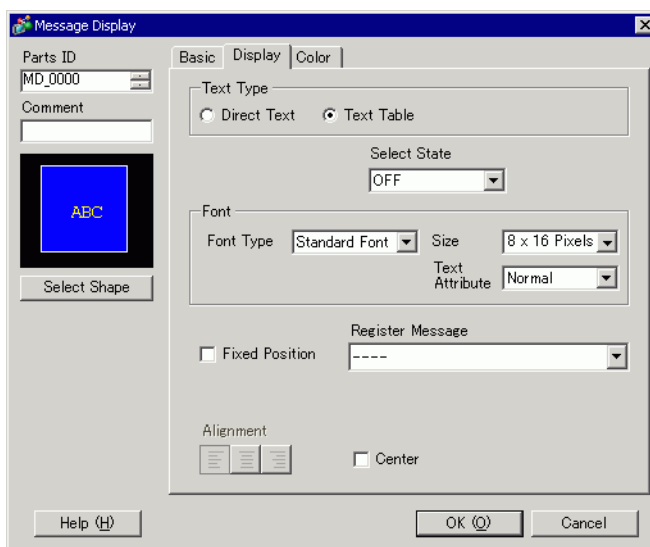 Message Display
Parts ID
MD_0000
Comment
ABC
Select Shape
Basic Display Color
Text Type
Direct Text Text Table
Select State
OFF
Font
Font Type Standard Font Size 8 x 16 Pixels
Text
Attribute Normal
Register Message
Fixed Position ----
Alignment
Center
Help (H) OK (O) Cancel